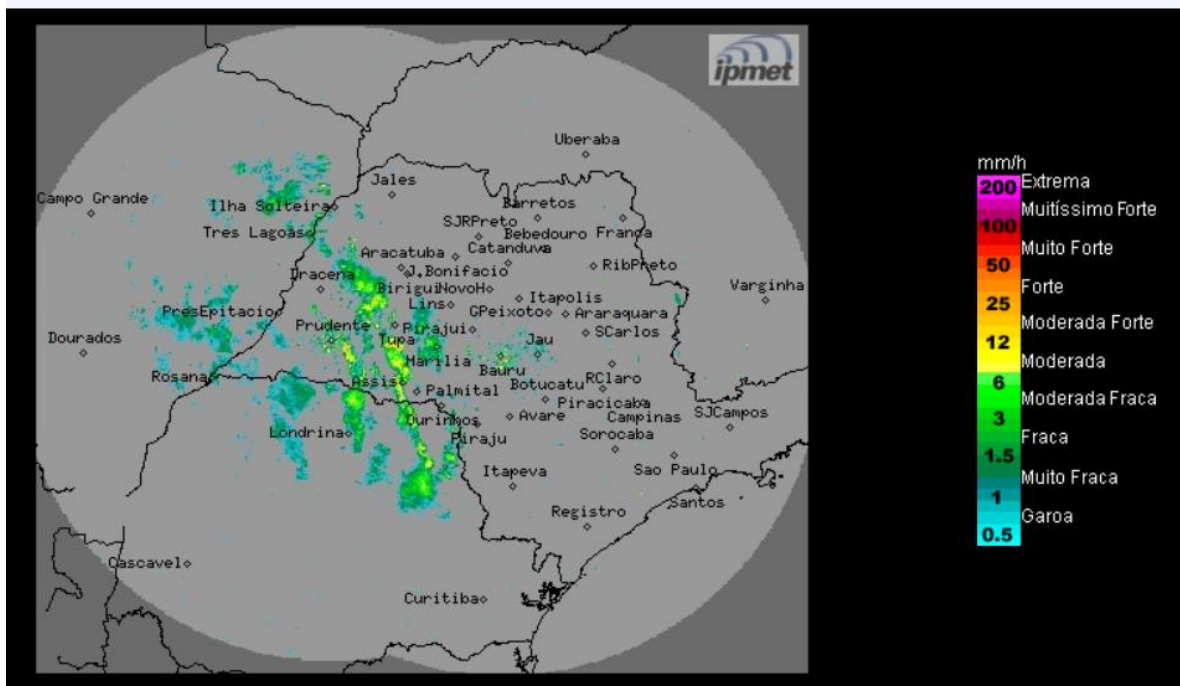 ipmet
Uberaba
Campo Grande
Jales
Ilha Solteira
Barretos
SJRPreto
Tres Lagoas
Bebedouro
Franca
Aracatuba
Catanduva
J.Bonifacio
RibPreto
Dracena
Birigui
NovoH
Itapolis
Varginha
Lins
GPeixoto
Araraquara
PresEpitacio
Prudente
Pirajui
SCarlos
Dourados
Tupa
Jau
Marilia
Bauru
Rosana
Assis
Palmital
Botucatu
RClaro
Piracicaba
Ourinhos
Avare
Campinas
SJCampos
Londrina
Piraju
Sorocaba
Itapeva
Sao Paulo
Santos
Registro
Cascavel
Curitiba
mm/h
200 Extrema
Muitíssimo Forte
100
Muito Forte
50
Forte
25
Moderada Forte
12
Moderada
6
Moderada Fraca
3
Fraca
1.5
Muito Fraca
1
Garoa
0.5